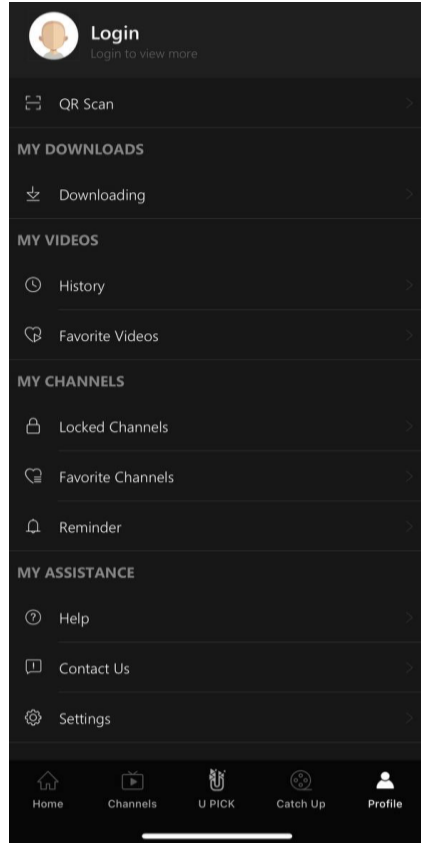 Login
Login to view more
QR Scan
MY DOWNLOADS
Downloading
MY VIDEOS
History
Favorite Videos
MY CHANNELS
Locked Channels
Favorite Channels
Reminder
MY ASSISTANCE
Help
Contact Us
Settings
Home Channels U PICK Catch Up Profile